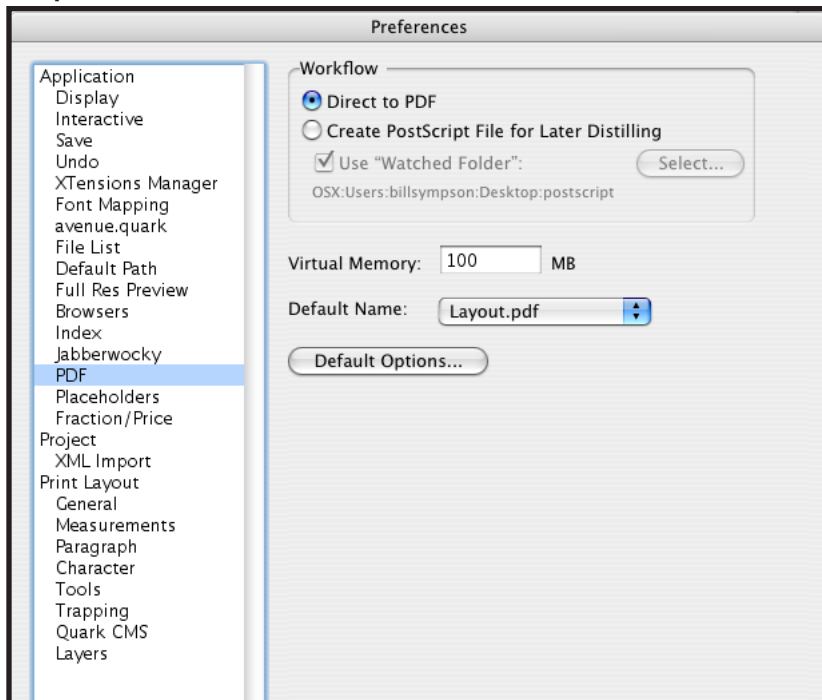 Preferences
Application
Display
Interactive
Save
Undo
XTensions Manager
Font Mapping
avenue.quark
File List
Default Path
Full Res Preview
Browsers
Index
Jabberwocky
PDF
Placeholders
Fraction/Price
Project
XML Import
Print Layout
General
Measurements
Paragraph
Character
Tools
Trapping
Quark CMS
Layers
Workflow
Direct to PDF
Create PostScript File for Later Distilling
Use “Watched Folder”: Select...
OSX:Users:billsympson:Desktop:postscript
Virtual Memory: 100 MB
Default Name: Layout.pdf
Default Options...